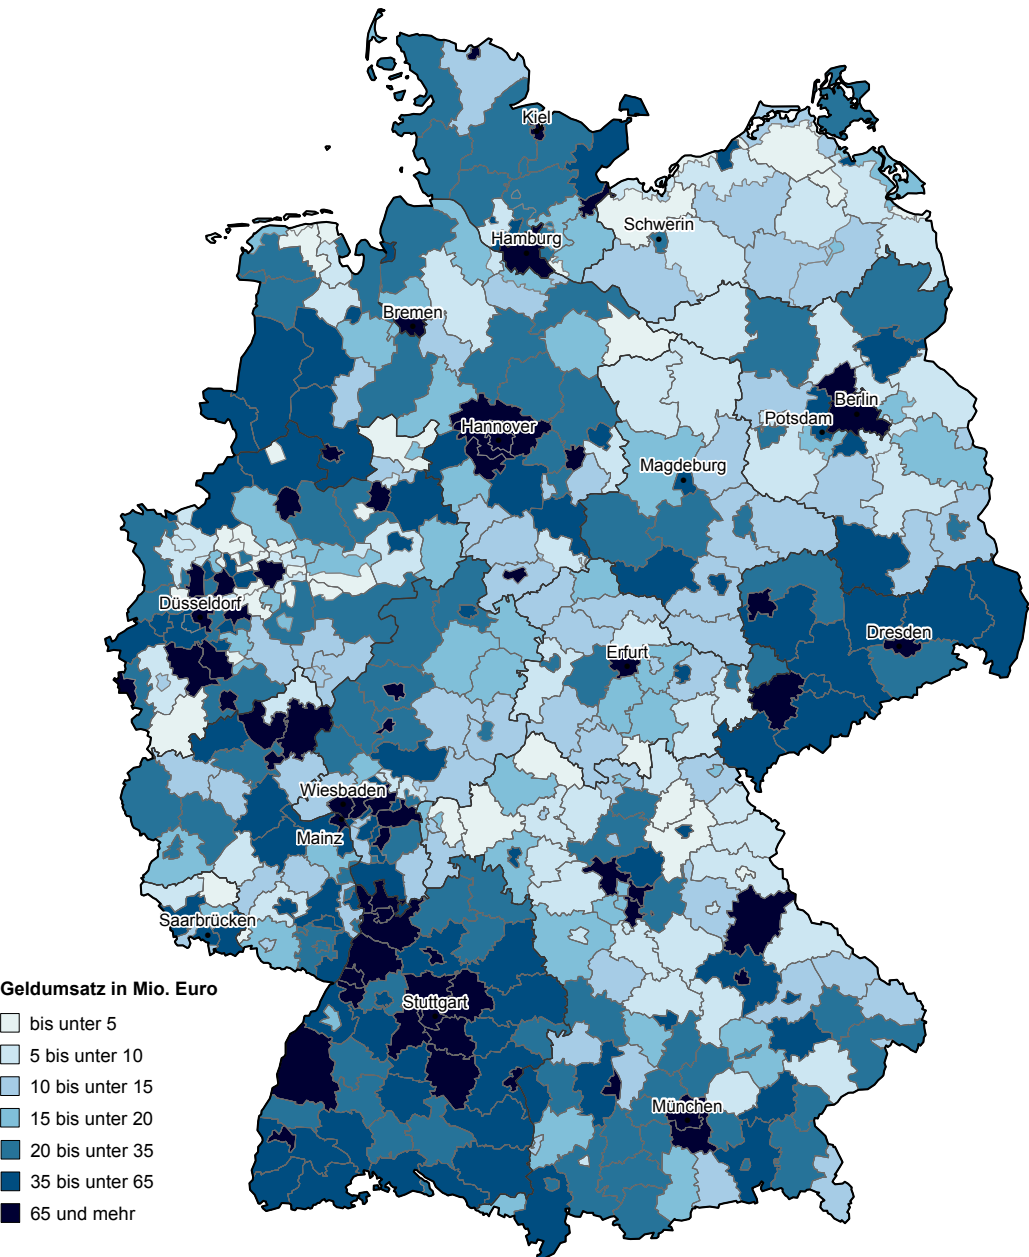 Kiel
Schwerin
Hamburg
Bremen
Berlin
Hannover
Potsdam
Magdeburg
Düsseldorf
Dresden
Erfurt
Wiesbaden
Mainz
Saarbrücken
Geldumsatz in Mio. Euro
Stuttgart
bis unter 5
5 bis unter 10
10 bis unter 15
München
15 bis unter 20
20 bis unter 35
35 bis unter 65
65 und mehr